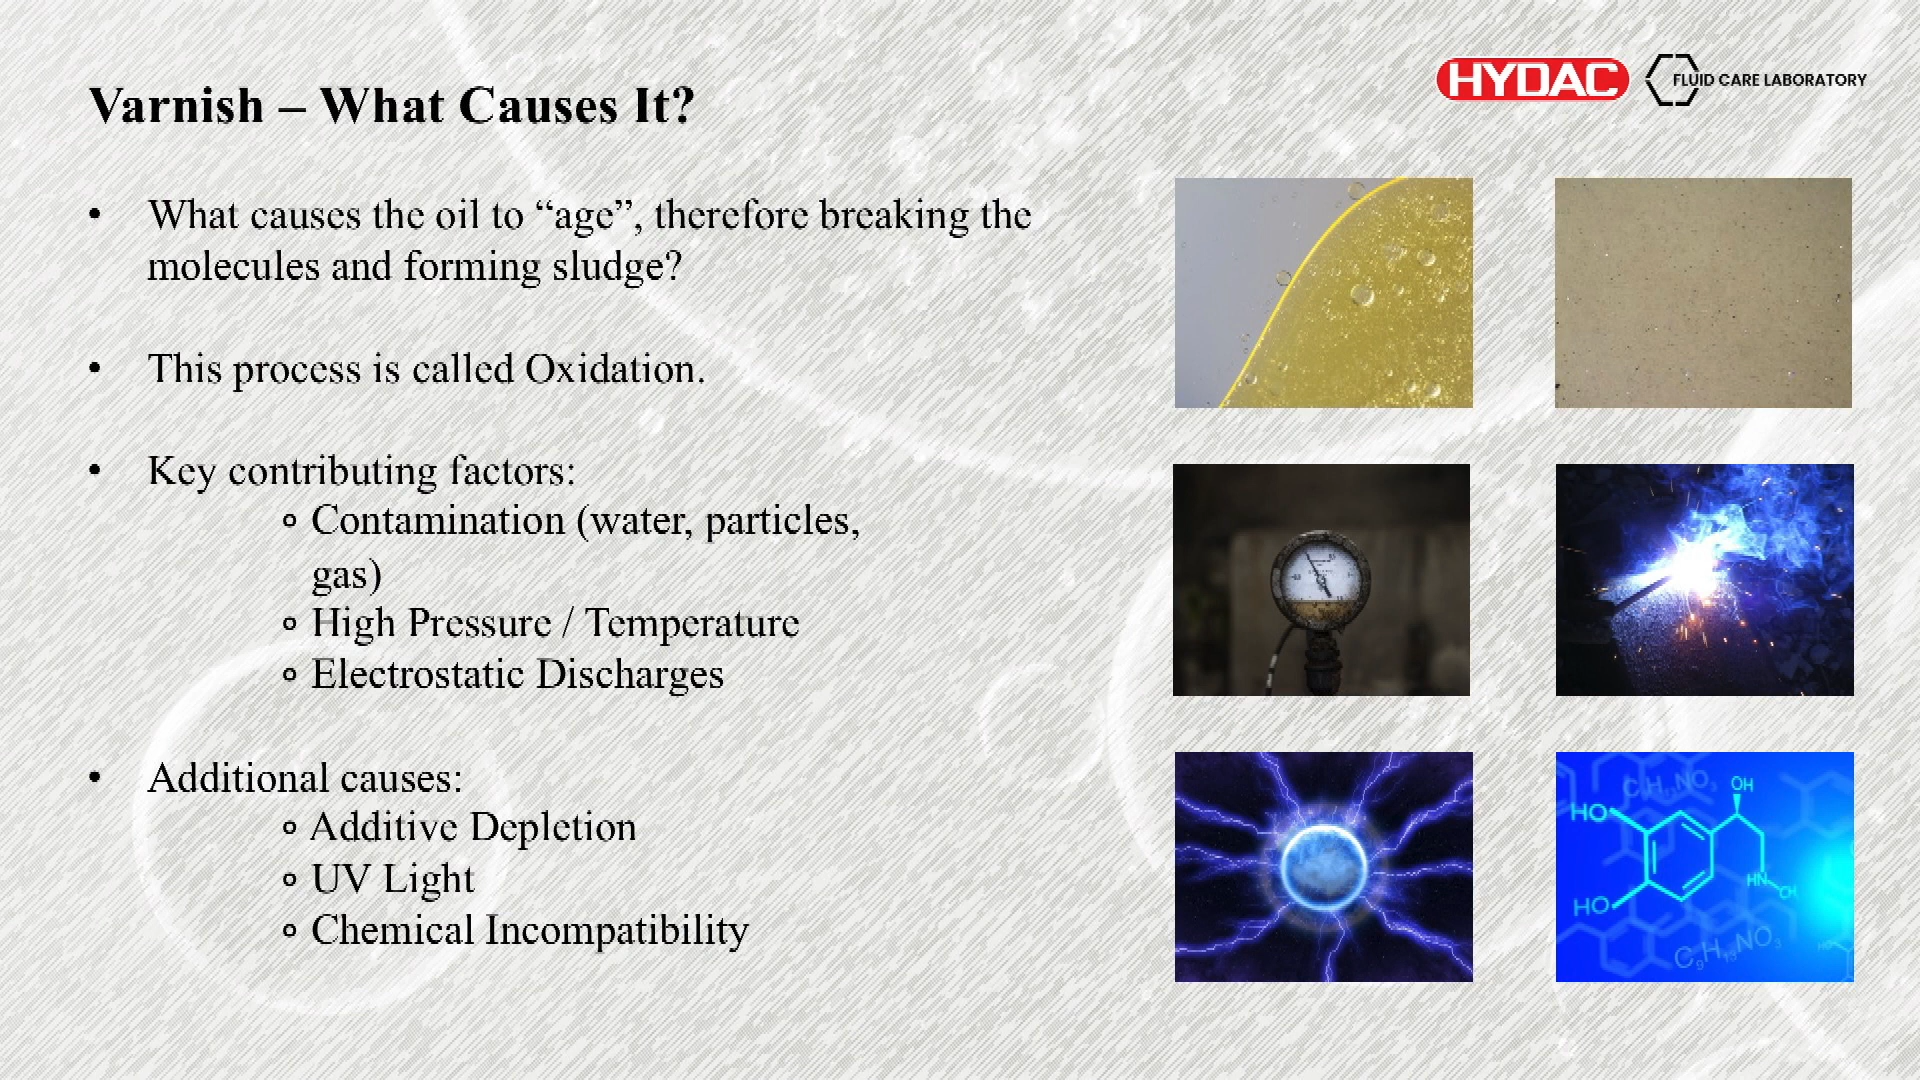 Varnish – What Causes It?
HYDAC
FLUID CARE LABORATORY
• What causes the oil to “age”, therefore breaking the
molecules and forming sludge?
• This process is called Oxidation.
• Key contributing factors:
Contamination (water, particles,
gas)
High Pressure / Temperature
Electrostatic Discharges
• Additional causes:
Additive Depletion
UV Light
Chemical Incompatibility
OH
HO
HN
CH
HO
C₉H₁₃NO₃